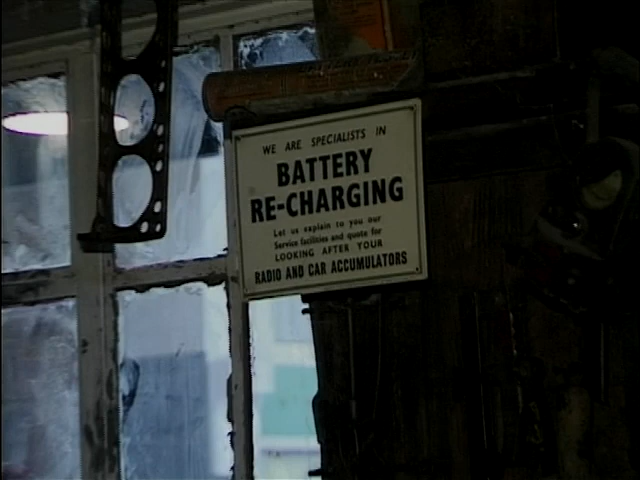 WE ARE SPECIALISTS IN
BATTERY
RE-CHARGING
Let us explain to you our
Service facilities and quote for
LOOKING AFTER YOUR
RADIO AND CAR ACCUMULATORS